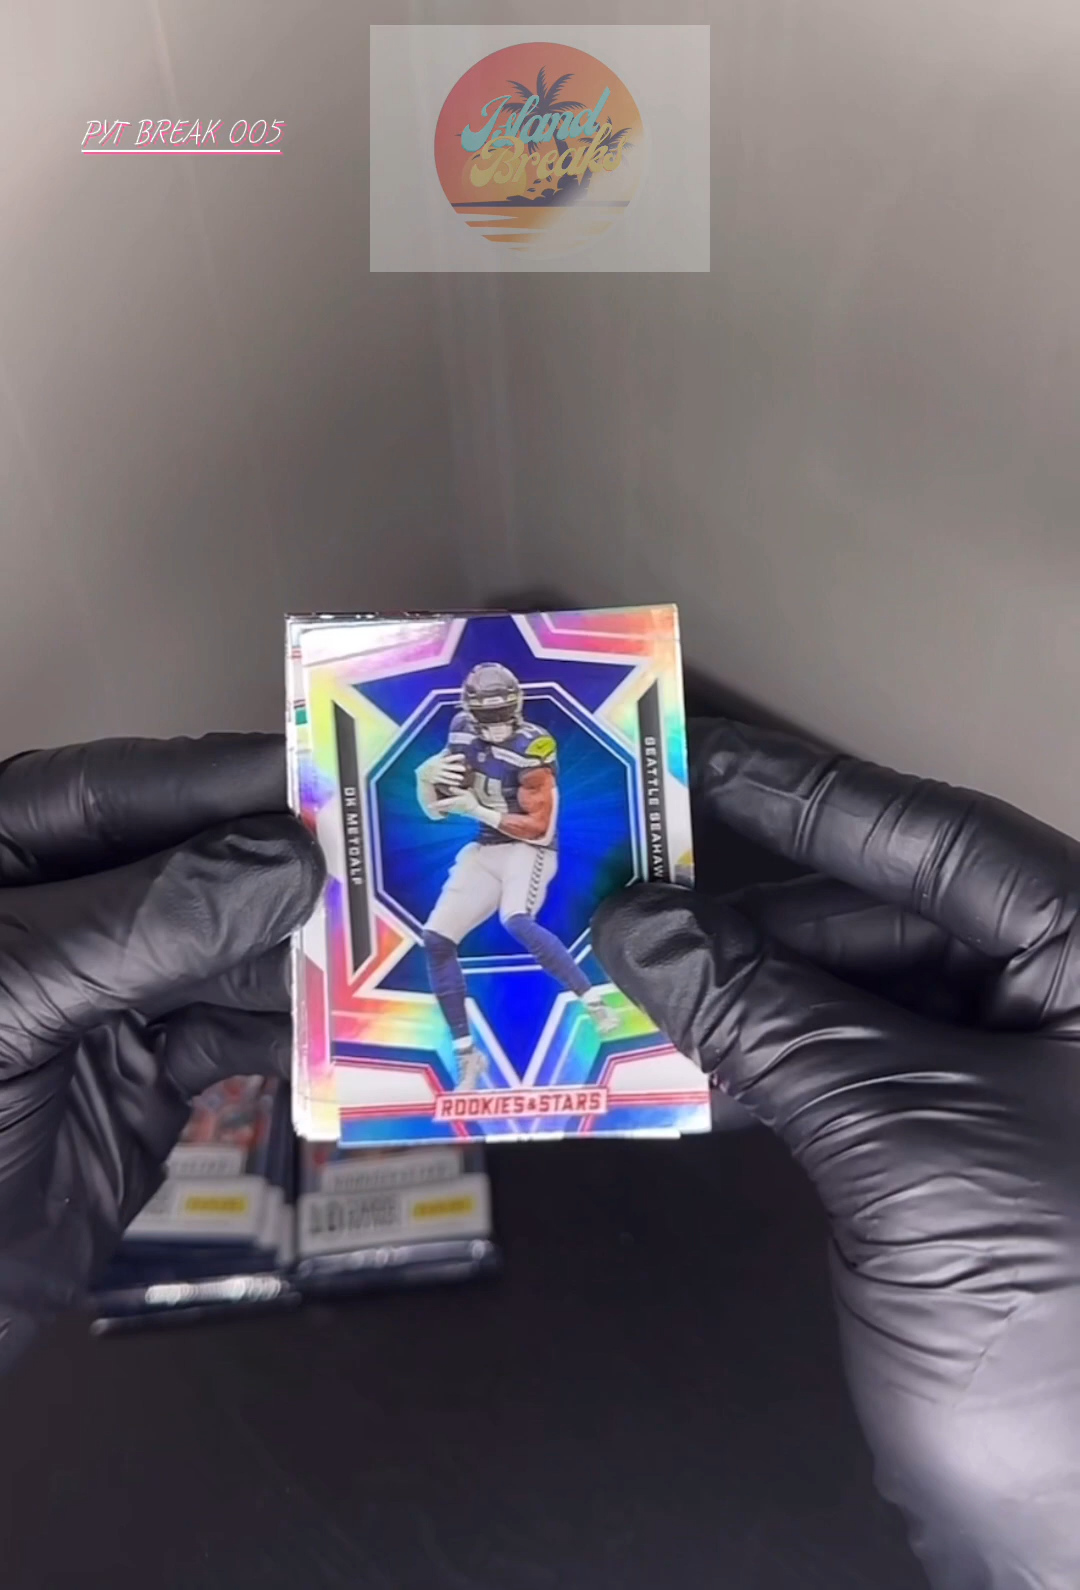 PYT BREAK 005
Island
Breaks
DK METCALF
SEATTLE SEAHAW
ROOKIES & STARS